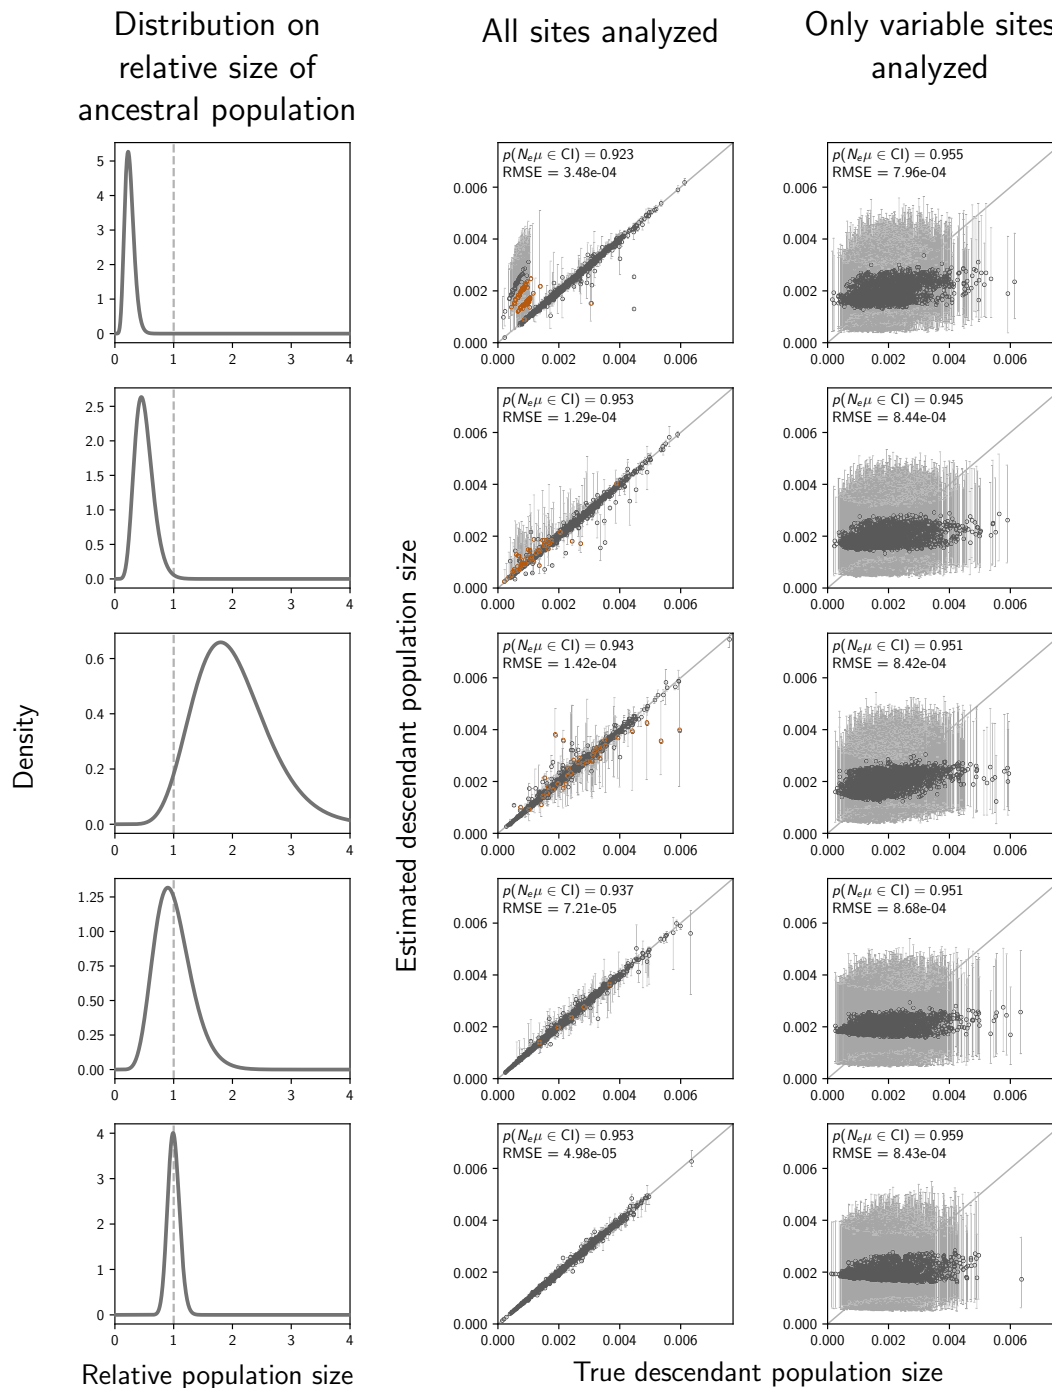 Distribution on
relative size of
ancestral population
All sites analyzed
Only variable sites
analyzed
5
4
3
2
1
0
0 1 2 3 4
p(Neμ ∈ CI) = 0.923
RMSE = 3.48e-04
0.006
0.004
0.002
0.000
0.000 0.002 0.004 0.006
p(Neμ ∈ CI) = 0.955
RMSE = 7.96e-04
0.006
0.004
0.002
0.000
0.000 0.002 0.004 0.006
2.5
2.0
1.5
1.0
0.5
0.0
0 1 2 3 4
p(Neμ ∈ CI) = 0.953
RMSE = 1.29e-04
0.006
0.004
0.002
0.000
0.000 0.002 0.004 0.006
p(Neμ ∈ CI) = 0.945
RMSE = 8.44e-04
0.006
0.004
0.002
0.000
0.000 0.002 0.004 0.006
Density
Estimated descendant population size
0.6
0.4
0.2
0.0
0 1 2 3 4
p(Neμ ∈ CI) = 0.943
RMSE = 1.42e-04
0.006
0.004
0.002
0.000
0.000 0.002 0.004 0.006
p(Neμ ∈ CI) = 0.951
RMSE = 8.42e-04
0.006
0.004
0.002
0.000
0.000 0.002 0.004 0.006
1.25
1.00
0.75
0.50
0.25
0.00
0 1 2 3 4
p(Neμ ∈ CI) = 0.937
RMSE = 7.21e-05
0.006
0.004
0.002
0.000
0.000 0.002 0.004 0.006
p(Neμ ∈ CI) = 0.951
RMSE = 8.68e-04
0.006
0.004
0.002
0.000
0.000 0.002 0.004 0.006
4
3
2
1
0
0 1 2 3 4
p(Neμ ∈ CI) = 0.953
RMSE = 4.98e-05
0.006
0.004
0.002
0.000
0.000 0.002 0.004 0.006
p(Neμ ∈ CI) = 0.959
RMSE = 8.43e-04
0.006
0.004
0.002
0.000
0.000 0.002 0.004 0.006
Relative population size
True descendant population size